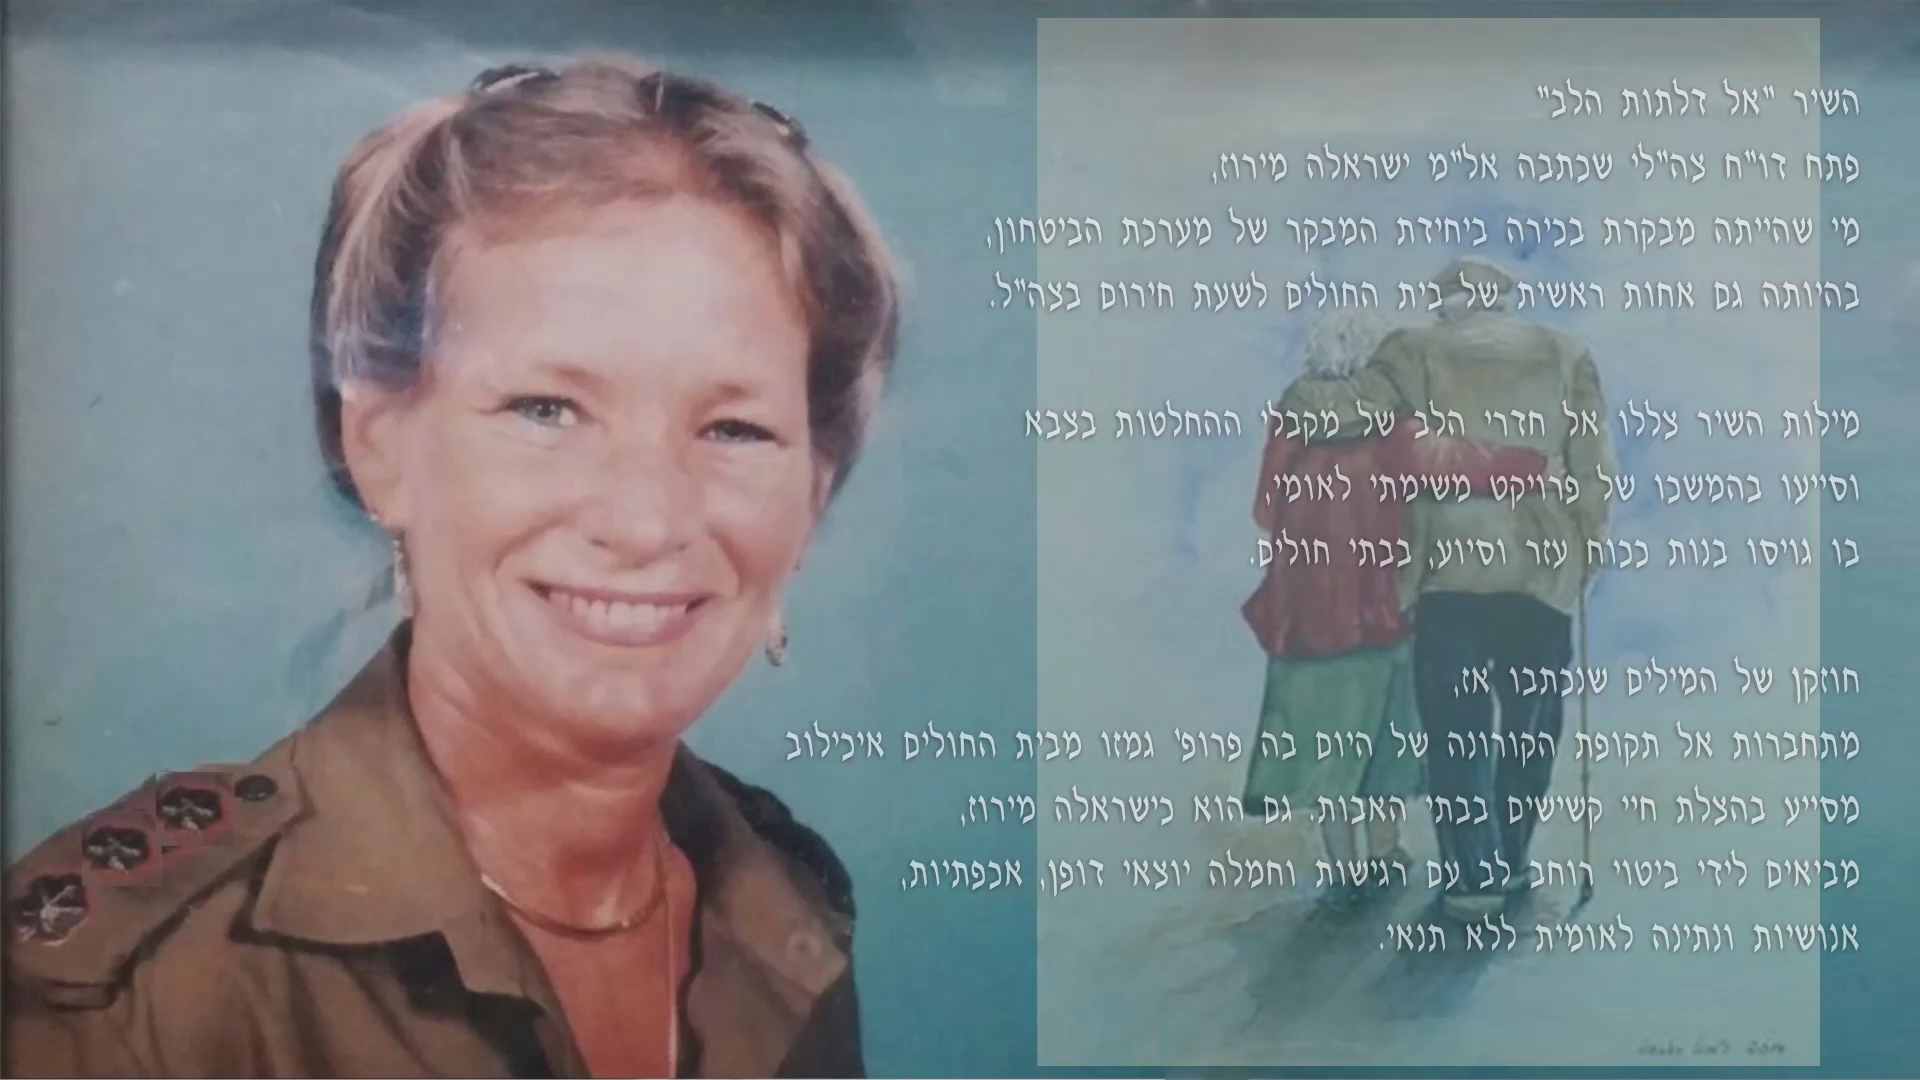 השיר "אל דלתות הלב"
פתח דו"ח צה"לי שכתבה אל"מ ישראלה מירוז,
מי שהייתה מבקרת בכירה ביחידת המבקר של מערכת הביטחון,
בהיותה גם אחות ראשית של בית החולים לשעת חירום בצה"ל.
מילות השיר צללו אל חדרי הלב של מקבלי ההחלטות בצבא
וסייעו בהמשכו של פרויקט משימתי לאומי,
בו גויסו בנות ככוח עזר וסיוע, בבתי חולים.
חוזקן של המילים שנכתבו אז,
מתחברות אל תקופת הקורונה של היום בה פרופ' גמזו מבית החולים איכילוב
מסייע בהצלת חיי קשישים בבתי האבות. גם הוא כישראלה מירוז,
מביאים לידי ביטוי רוחב לב עם רגישות וחמלה יוצאי דופן, אכפתיות,
אנושיות ונתינה לאומית ללא תנאי.